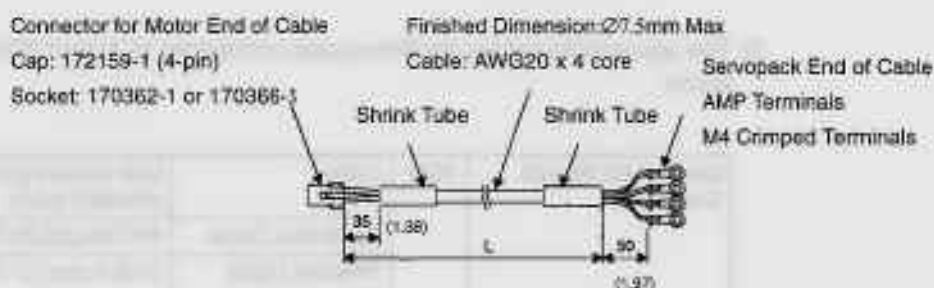 Connector for Motor End of Cable
Cap: 172159-1 (4-pin)
Socket: 170362-1 or 170366-1
Finished Dimension:Ø7.5mm Max
Cable: AWG20 x 4 core
Servopack End of Cable
AMP Terminals
M4 Crimped Terminals
Shrink Tube
Shrink Tube
35
(1.38)
L
50
(1.97)